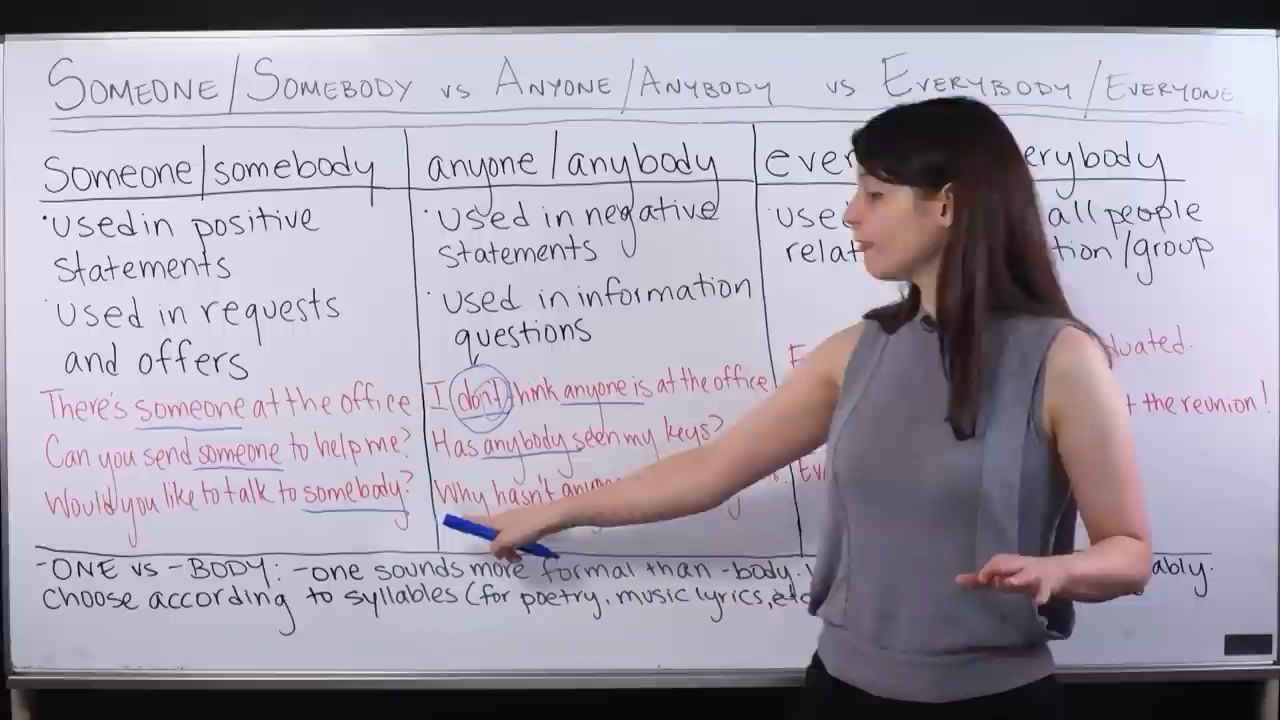 SOMEONE/SOMEBODY vs ANYONE/ANYBODY vs EVERYBODY/EVERYONE
Someone/somebody
·used in positive
statements
·used in requests
and offers
There's someone at the office
Can you send someone to help me?
Would you like to talk to somebody?
anyone/anybody
·used in negative
statements
·used in information
questions
I don't think anyone is at the office
Has anybody seen my keys?
Why hasn't
erybody
all people
/group
the reunion!
-ONE vs -BODY: -one sounds more formal than -body.
Choose according to syllables (for poetry, music lyrics, etc